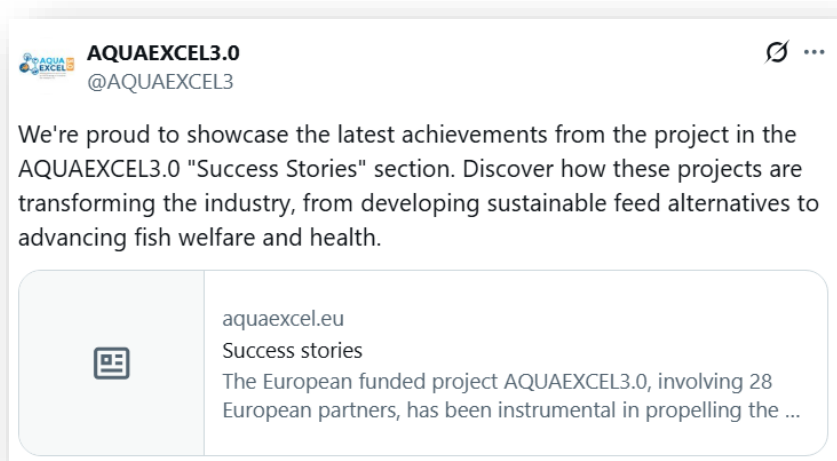 AQUA
EXCEL
AQUAEXCEL3.0
@AQUAEXCEL3
We're proud to showcase the latest achievements from the project in the
AQUAEXCEL3.0 "Success Stories" section. Discover how these projects are
transforming the industry, from developing sustainable feed alternatives to
advancing fish welfare and health.
aquaexcel.eu
Success stories
The European funded project AQUAEXCEL3.0, involving 28
European partners, has been instrumental in propelling the ...